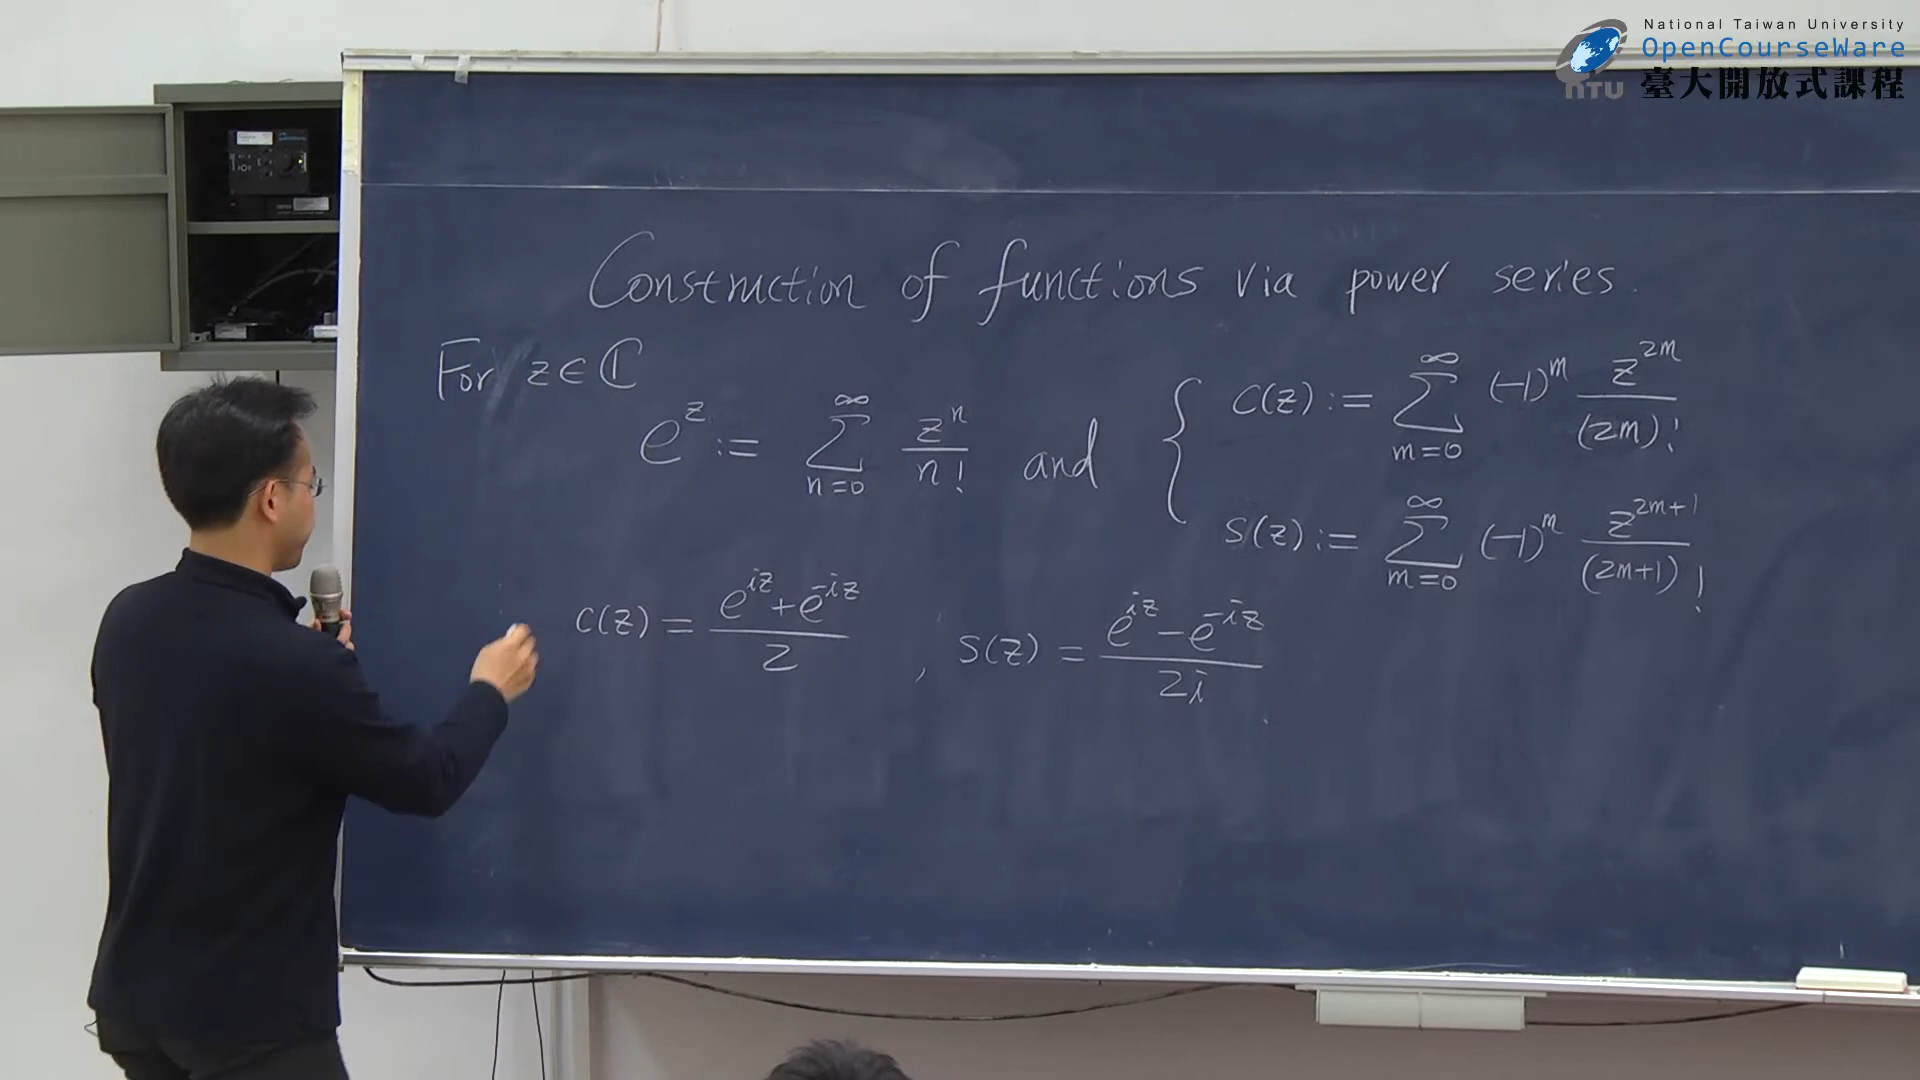 National Taiwan University
OpenCourseWare
NTU 臺大開放式課程
Construction of functions via power series.
For z∈ℂ
e^z := ∑_{n=0}^{∞} z^n/n! and { C(z) := ∑_{m=0}^{∞} (-1)^m z^{2m}/(2m)!
S(z) := ∑_{m=0}^{∞} (-1)^m z^{2m+1}/(2m+1)!
C(z) = (e^{iz}+e^{-iz})/2 , S(z) = (e^{iz}-e^{-iz})/2i